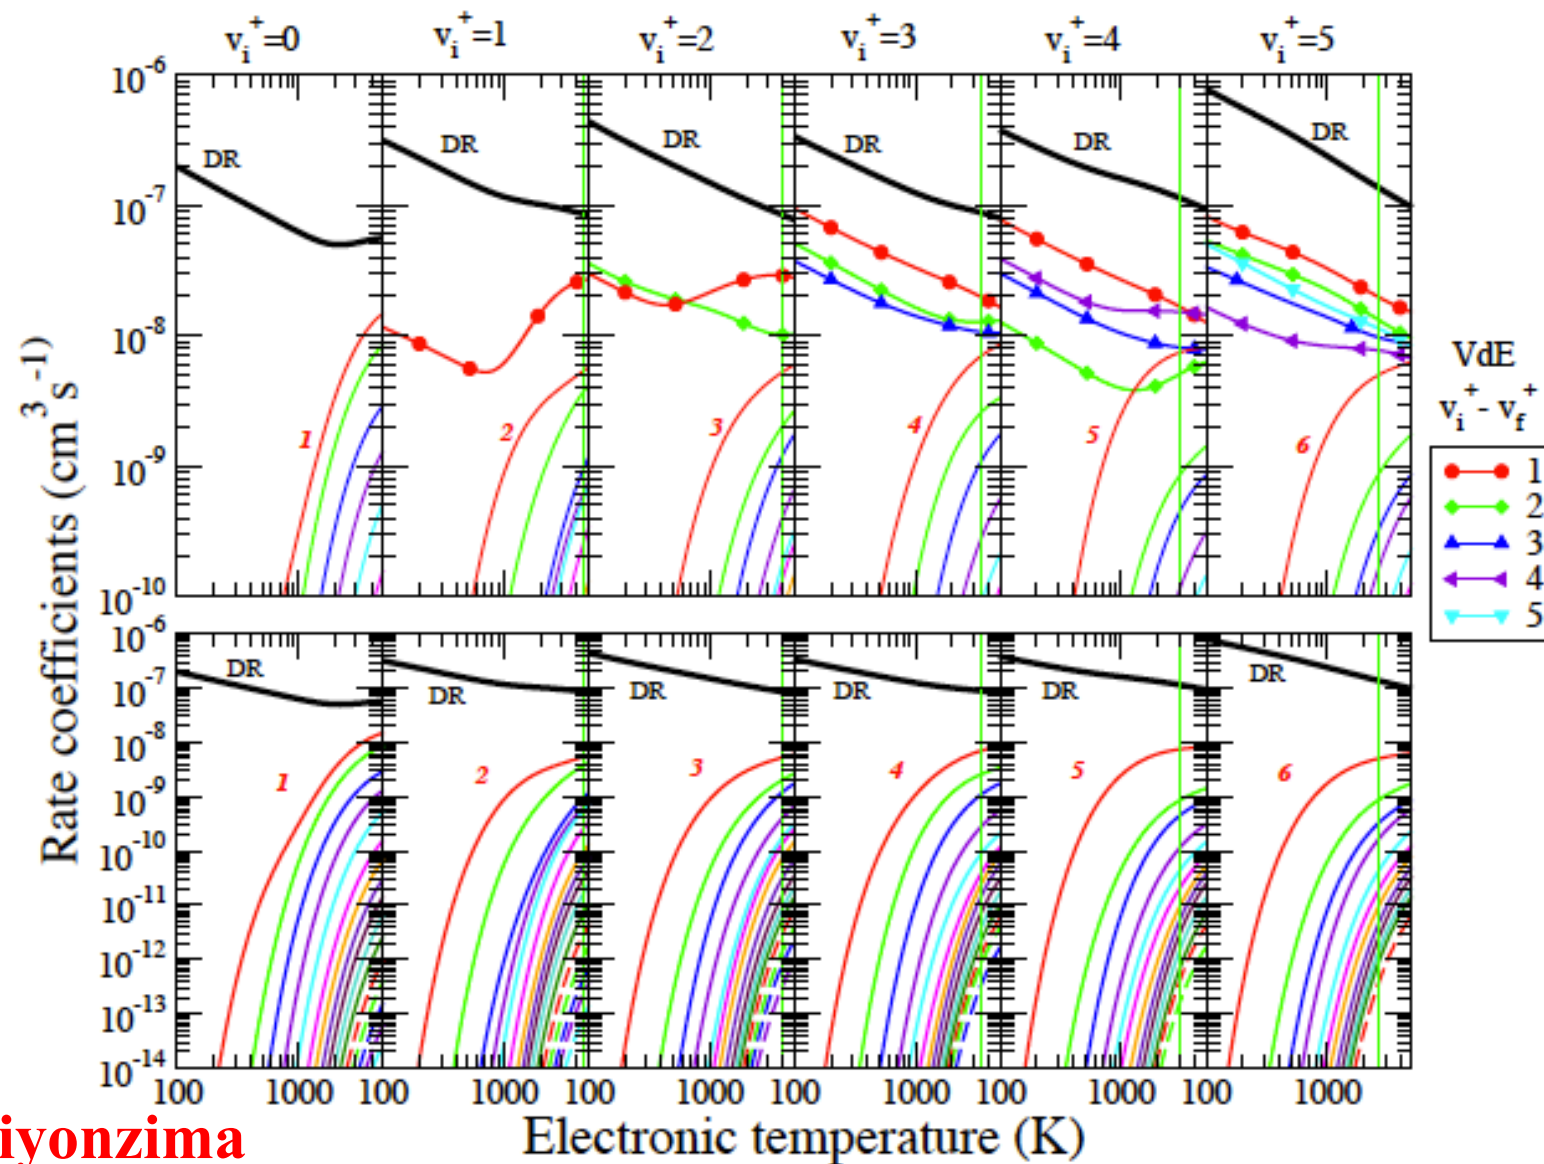 v_i^+=0 v_i^+=1 v_i^+=2 v_i^+=3 v_i^+=4 v_i^+=5
10^-6
DR DR DR DR DR DR
10^-7
10^-8
10^-9
10^-10
1 2 3 4 5 6
VdE
v_i^+ - v_f^+
1
2
3
4
5
Rate coefficients (cm^3 s^-1)
10^-6
DR DR DR DR DR DR
10^-7
10^-8
1 2 3 4 5 6
10^-9
10^-10
10^-11
10^-12
10^-13
10^-14
100 1000 100 1000 100 1000 100 1000 100 1000 100 1000
Electronic temperature (K)
iyonzima